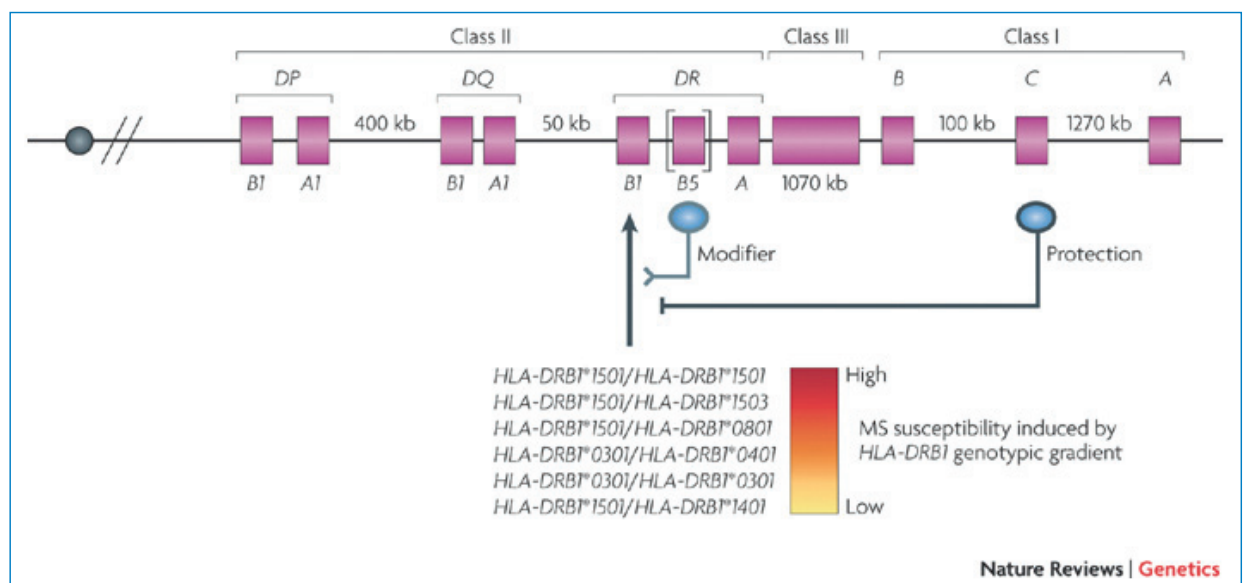 Class II Class III Class I
DP DQ DR B C A
400 kb 50 kb 100 kb 1270 kb
B1 A1 B1 A1 B1 B5 A 1070 kb
Modifier Protection
HLA-DRB1*1501/HLA-DRB1*1501 High
HLA-DRB1*1501/HLA-DRB1*1503
HLA-DRB1*1501/HLA-DRB1*0801 MS susceptibility induced by
HLA-DRB1*0301/HLA-DRB1*0401 HLA-DRB1 genotypic gradient
HLA-DRB1*0301/HLA-DRB1*0301
HLA-DRB1*1501/HLA-DRB1*1401 Low
Nature Reviews | Genetics